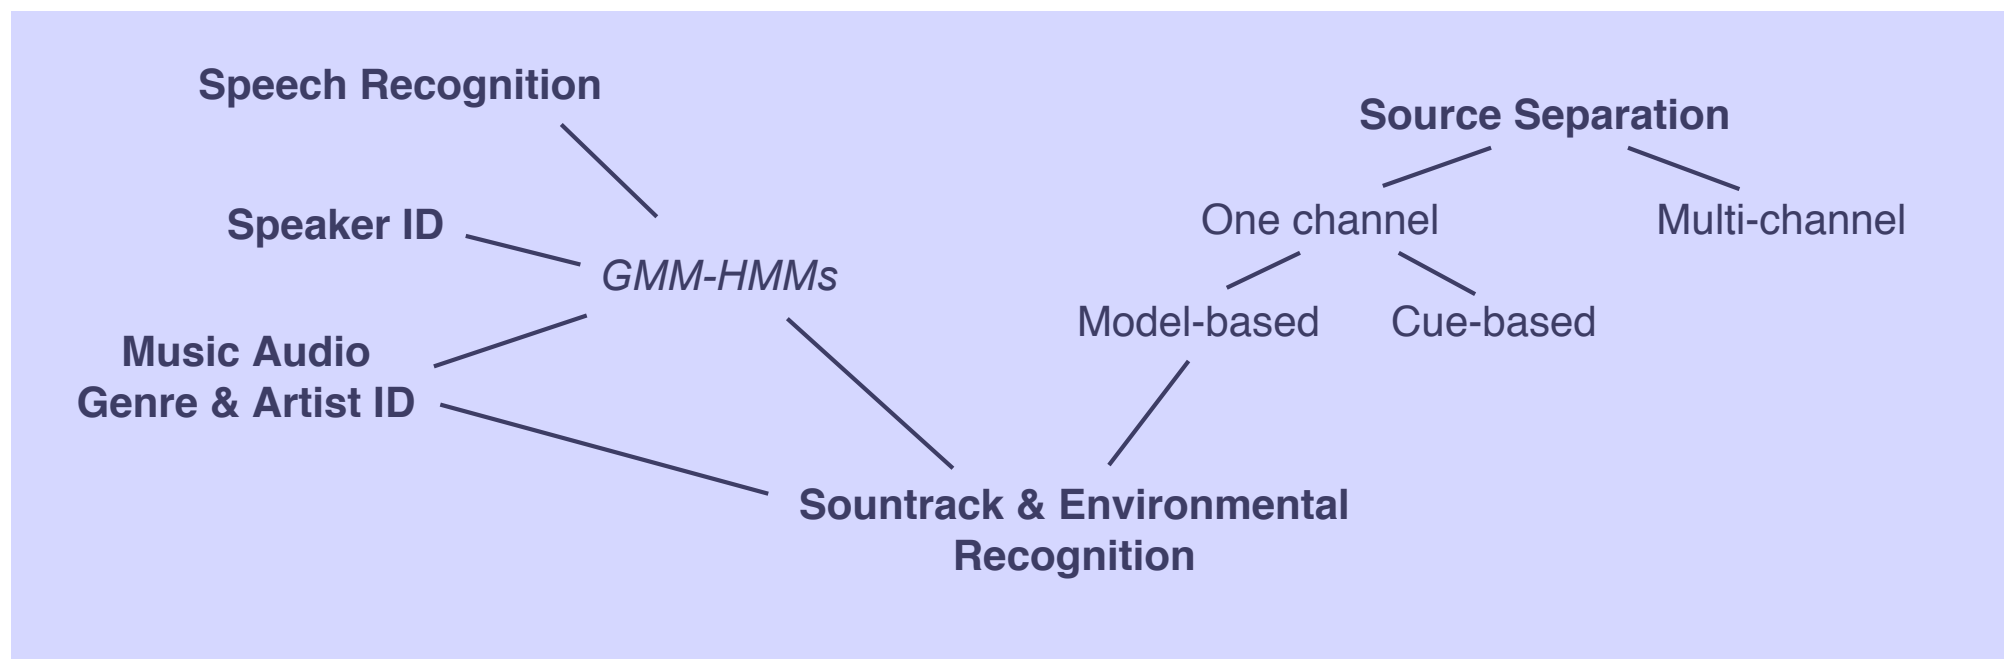 Speech Recognition
Source Separation
Speaker ID
One channel
Multi-channel
GMM-HMMs
Model-based
Cue-based
Music Audio
Genre & Artist ID
Sountrack & Environmental
Recognition